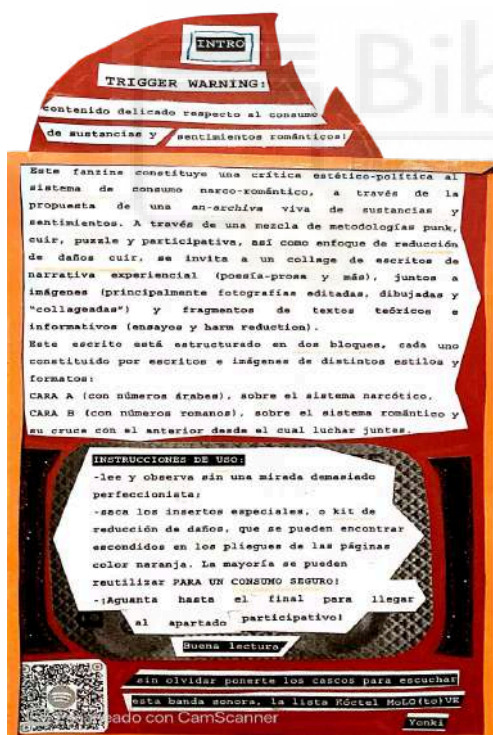 INTRO
TRIGGER WARNING:
contenido delicado respecto al consumo
de sustancias y sentimientos románticos!
Este fanzine constituye una crítica estético-política al
sistema de consumo narco-romántico, a través de la
propuesta de una an-archiva viva de sustancias y
sentimientos. A través de una mezcla de metodologías punk,
cuir, puzzle y participativa, así como enfoque de reducción
de daños cuir, se invita a un collage de escritos de
narrativa experiencial (poesía-prosa y más), juntos a
imágenes (principalmente fotografías editadas, dibujadas y
"collageadas") y fragmentos de textos teóricos e
informativos (ensayos y harm reduction).
Este escrito está estructurado en dos bloques, cada uno
constituido por escritos e imágenes de distintos estilos y
formatos:
CARA A (con números árabes), sobre el sistema narcótico.
CARA B (con números romanos), sobre el sistema romántico y
su cruce con el anterior desde el cual luchar juntes.
INSTRUCCIONES DE USO:
-lee y observa sin una mirada demasiado
perfeccionista;
-saca los insertos especiales, o kit de
reducción de daños, que se pueden encontrar
escondidos en los pliegues de las páginas
color naranja. La mayoría se pueden
reutilizar PARA UN CONSUMO SEGURO!
-¡Aguanta hasta el final para llegar
al apartado participativo!
Buena lectura
sin olvidar ponerte los cascos para escuchar
esta banda sonora, la lista Kóctel MoLO(to)VE
Yonki
eado con CamScanner
Bib